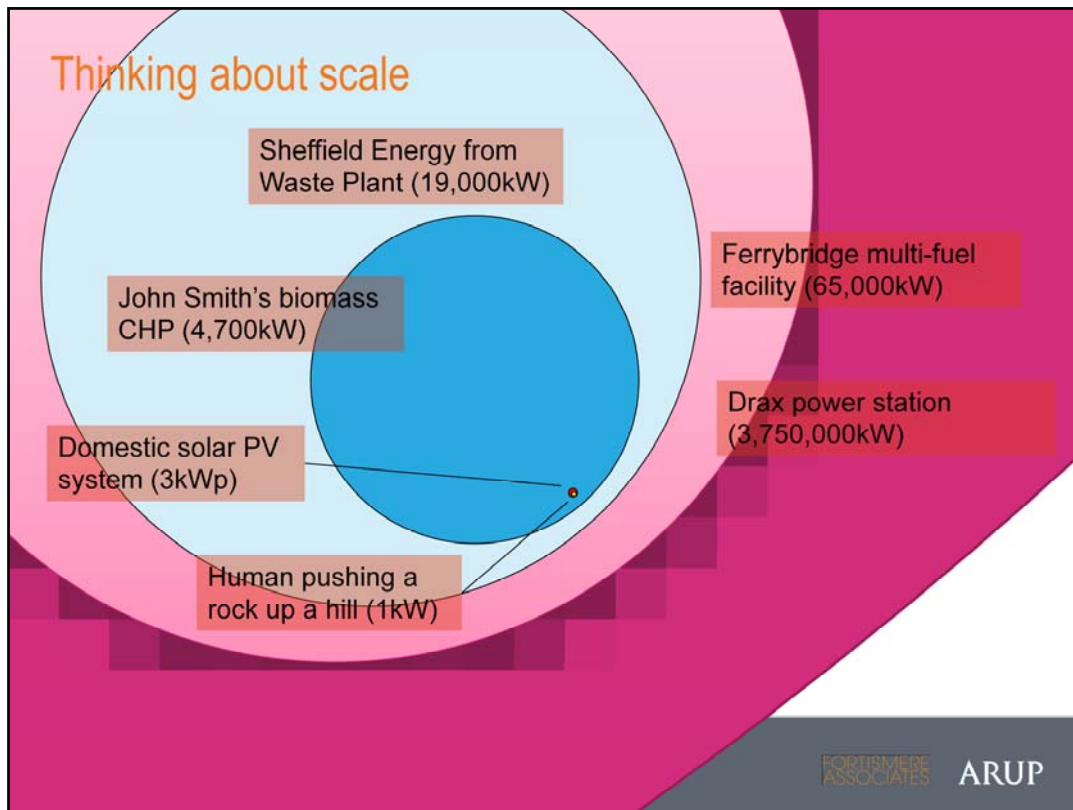 Thinking about scale
Sheffield Energy from
Waste Plant (19,000kW)
Ferrybridge multi-fuel
facility (65,000kW)
John Smith's biomass
CHP (4,700kW)
Drax power station
(3,750,000kW)
Domestic solar PV
system (3kWp)
Human pushing a
rock up a hill (1kW)
FORTISMERE
ASSOCIATES
ARUP